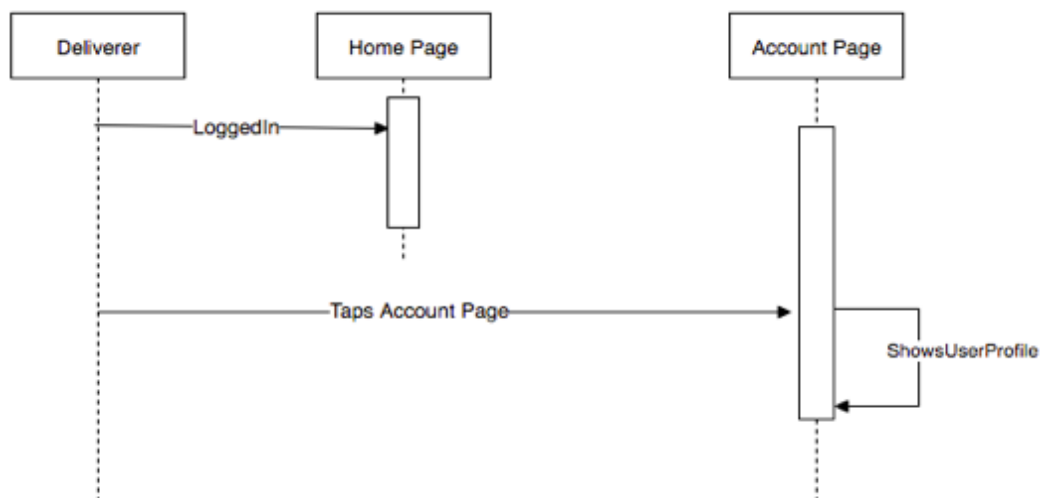 Deliverer
Home Page
Account Page
LoggedIn
Taps Account Page
ShowsUserProfile